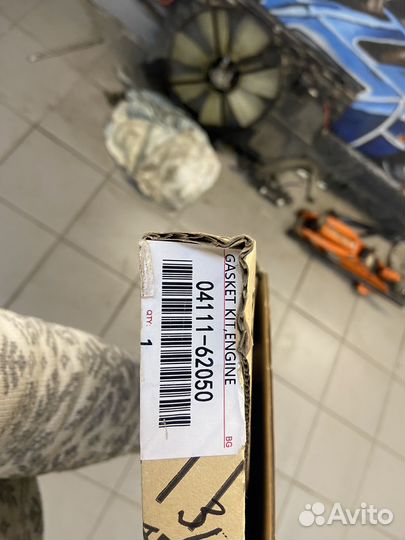 GASKET KIT,ENGINE
04111-62050
QTY. 1
BG
Avito